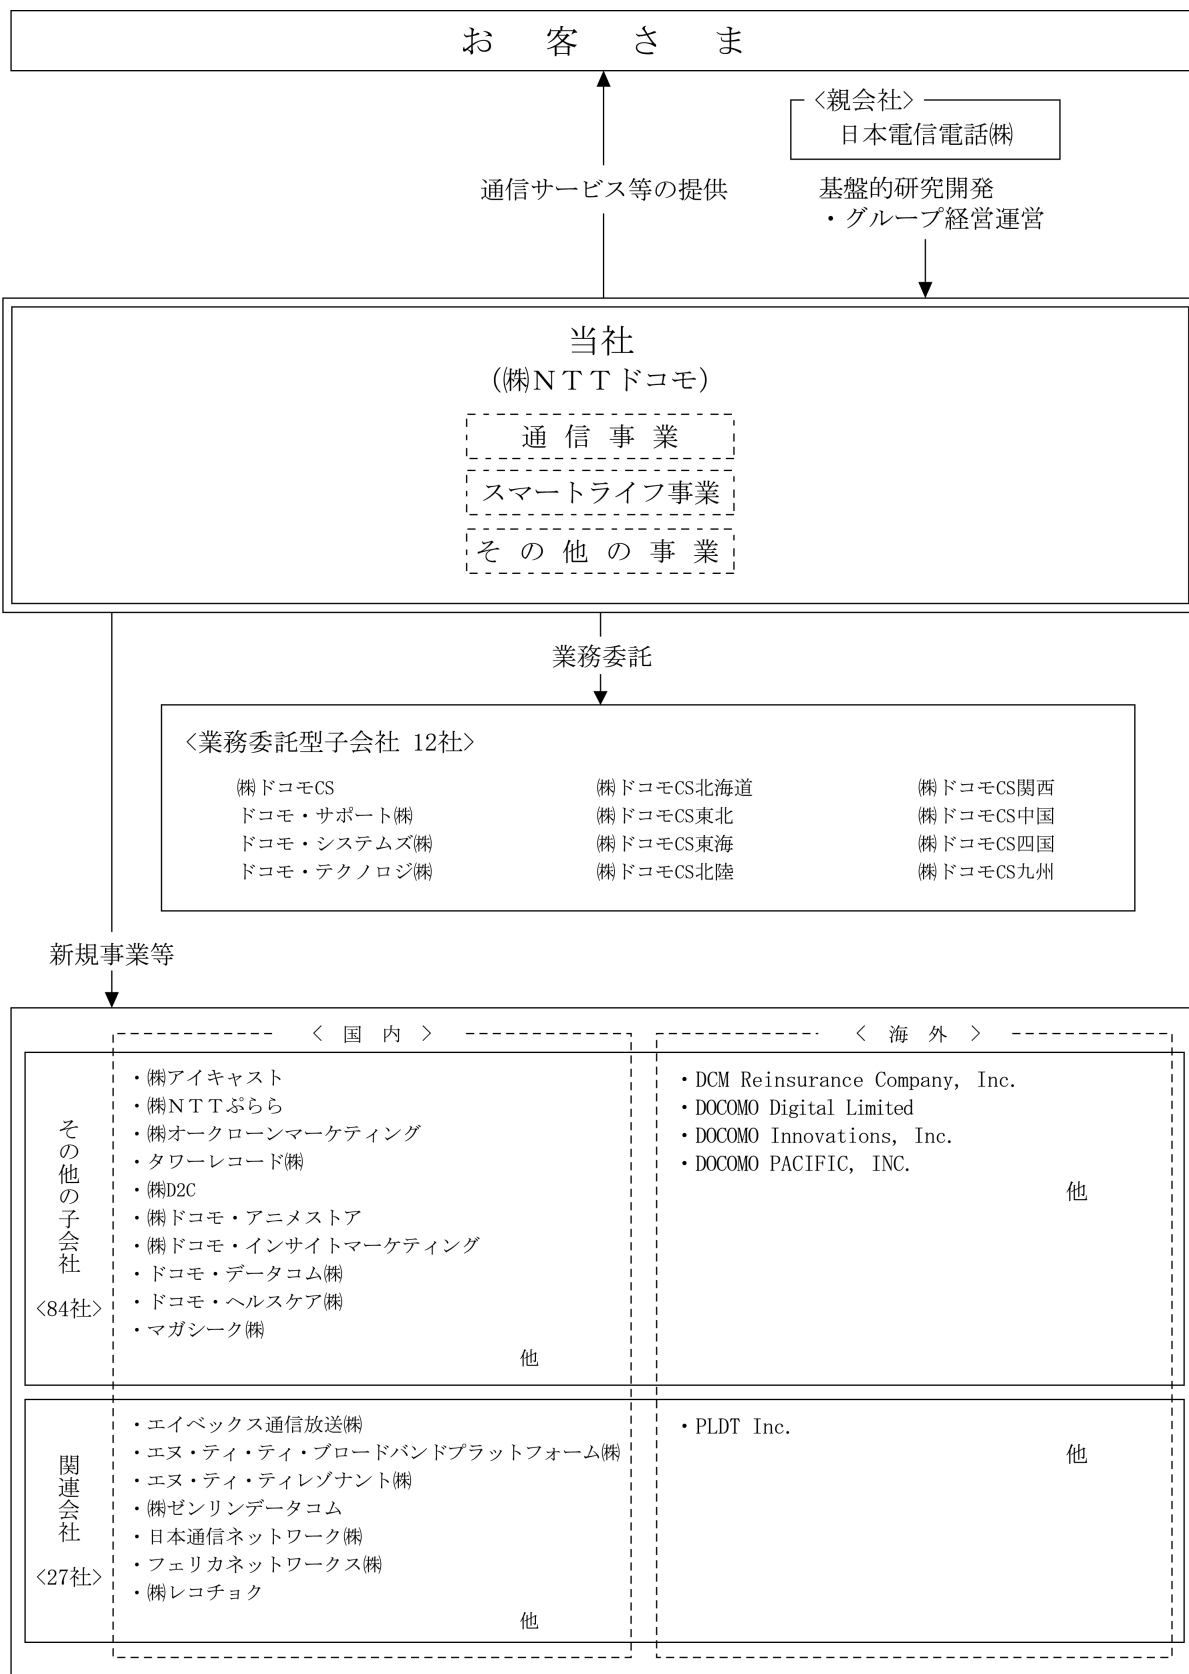 お客さま
<親会社>
日本電信電話㈱
通信サービス等の提供
基盤的研究開発
・グループ経営運営
当社
(㈱NTTドコモ)
通信事業
スマートライフ事業
その他の事業
業務委託
<業務委託型子会社 12社>
㈱ドコモCS ㈱ドコモCS北海道 ㈱ドコモCS関西
ドコモ・サポート㈱ ㈱ドコモCS東北 ㈱ドコモCS中国
ドコモ・システムズ㈱ ㈱ドコモCS東海 ㈱ドコモCS四国
ドコモ・テクノロジ㈱ ㈱ドコモCS北陸 ㈱ドコモCS九州
新規事業等
<国内>
<海外>
その他の子会社
<84社>
・㈱アイキャスト
・㈱NTTぷらら
・㈱オークローンマーケティング
・タワーレコード㈱
・㈱D2C
・㈱ドコモ・アニメストア
・㈱ドコモ・インサイトマーケティング
・ドコモ・データコム㈱
・ドコモ・ヘルスケア㈱
・マガシーク㈱
他
・DCM Reinsurance Company, Inc.
・DOCOMO Digital Limited
・DOCOMO Innovations, Inc.
・DOCOMO PACIFIC, INC.
他
関連会社
<27社>
・エイベックス通信放送㈱
・エヌ・ティ・ティ・ブロードバンドプラットフォーム㈱
・エヌ・ティ・ティレゾナント㈱
・㈱ゼンリンデータコム
・日本通信ネットワーク㈱
・フェリカネットワークス㈱
・㈱レコチョク
他
・PLDT Inc.
他